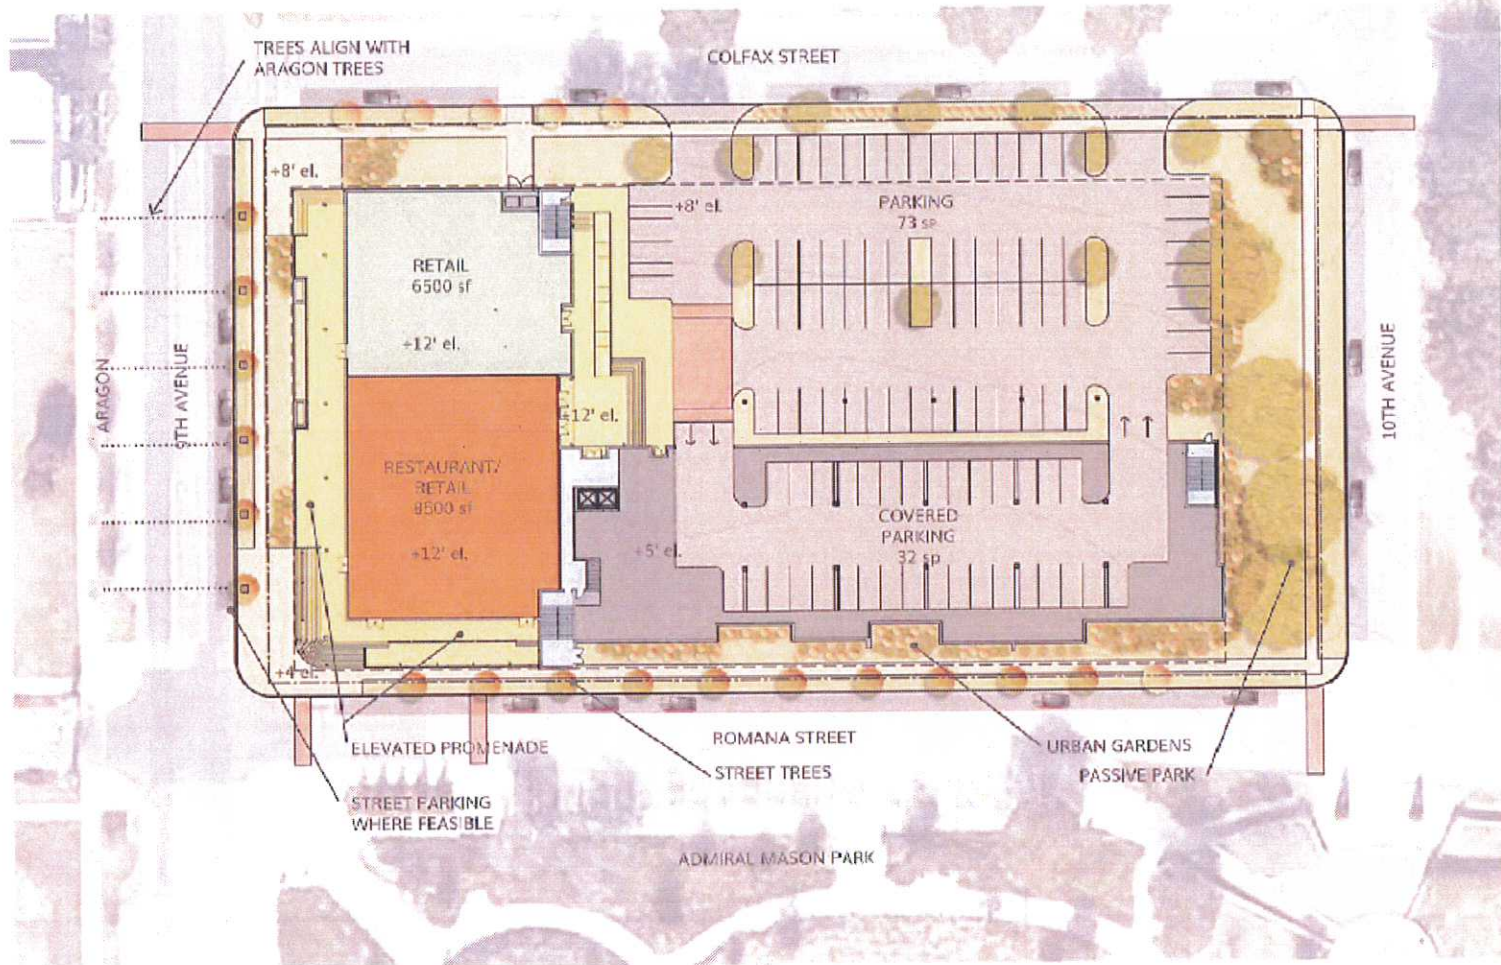 TREES ALIGN WITH
ARAGON TREES
COLFAX STREET
+8' el.
+8' el.
PARKING
73 sp
RETAIL
6500 sf
+12' el.
ARAGON
9TH AVENUE
10TH AVENUE
+12' el.
RESTAURANT/
RETAIL
8500 sf
+12' el.
+5' el.
COVERED
PARKING
32 sp
+4' el.
ELEVATED PROMENADE
ROMANA STREET
STREET TREES
URBAN GARDENS
PASSIVE PARK
STREET PARKING
WHERE FEASIBLE
ADMIRAL MASON PARK